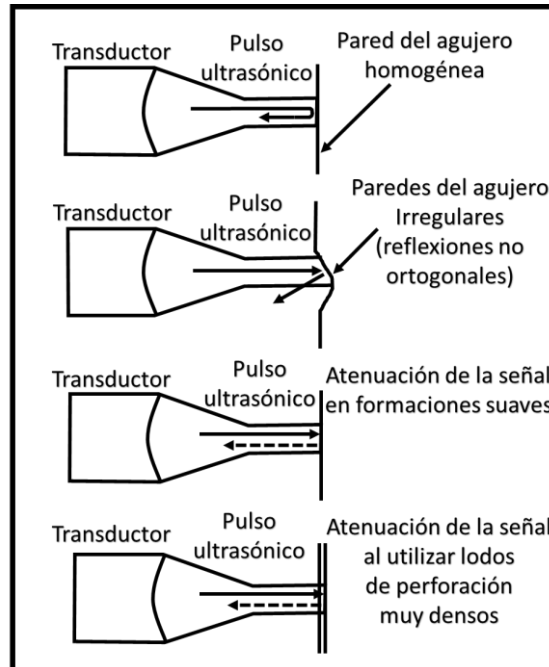 Transductor
Pulso
ultrasónico
Pared del agujero
homogénea
Transductor
Pulso
ultrasónico
Paredes del agujero
Irregulares
(reflexiones no
ortogonales)
Transductor
Pulso
ultrasónico
Atenuación de la señal
en formaciones suaves
Transductor
Pulso
ultrasónico
Atenuación de la señal
al utilizar lodos
de perforación
muy densos